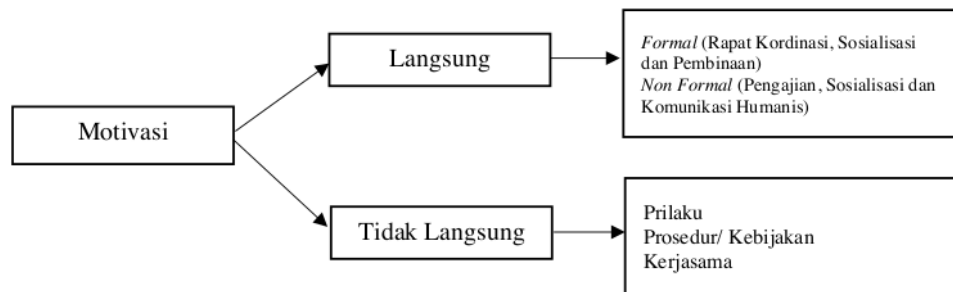 Motivasi
Langsung
Formal (Rapat Kordinasi, Sosialisasi
dan Pembinaan)
Non Formal (Pengajian, Sosialisasi dan
Komunikasi Humanis)
Tidak Langsung
Prilaku
Prosedur/ Kebijakan
Kerjasama